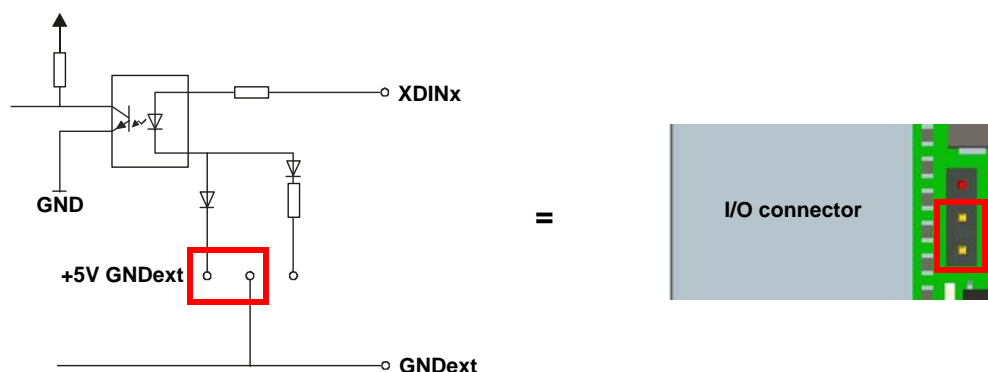 XDINx
GND
I/O connector
=
+5V GNDext
GNDext